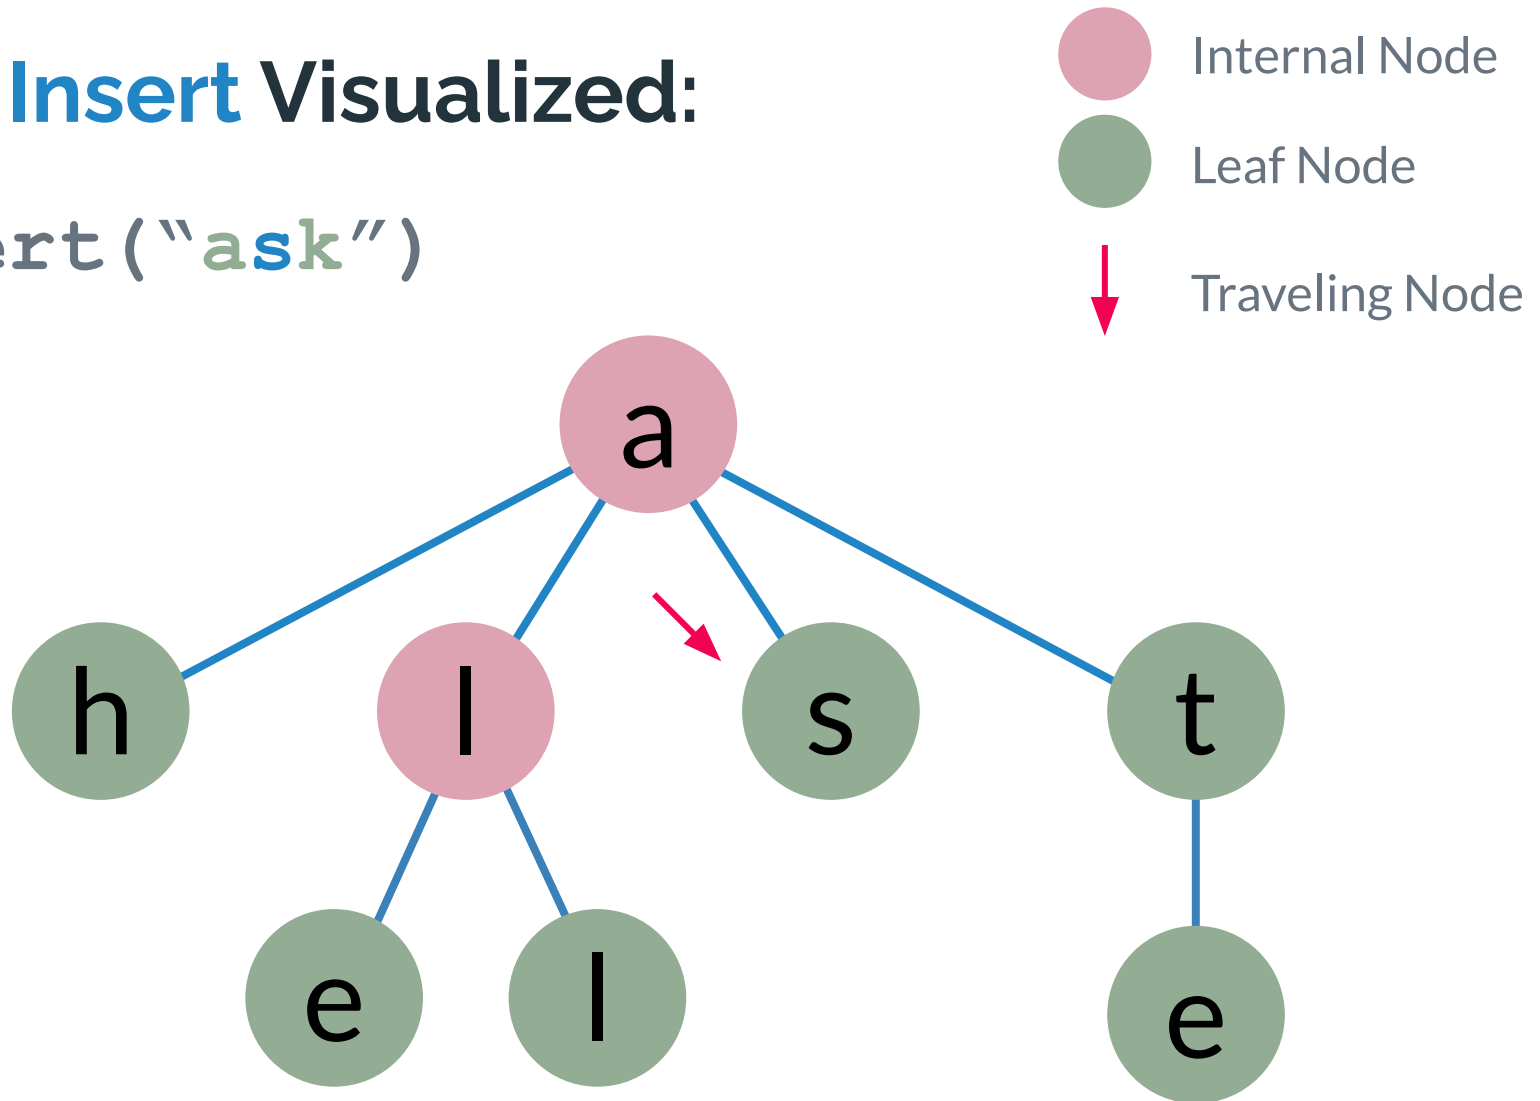 Insert Visualized:
ert(“ask”)
Internal Node
Leaf Node
Traveling Node
a
h l s t
e l e